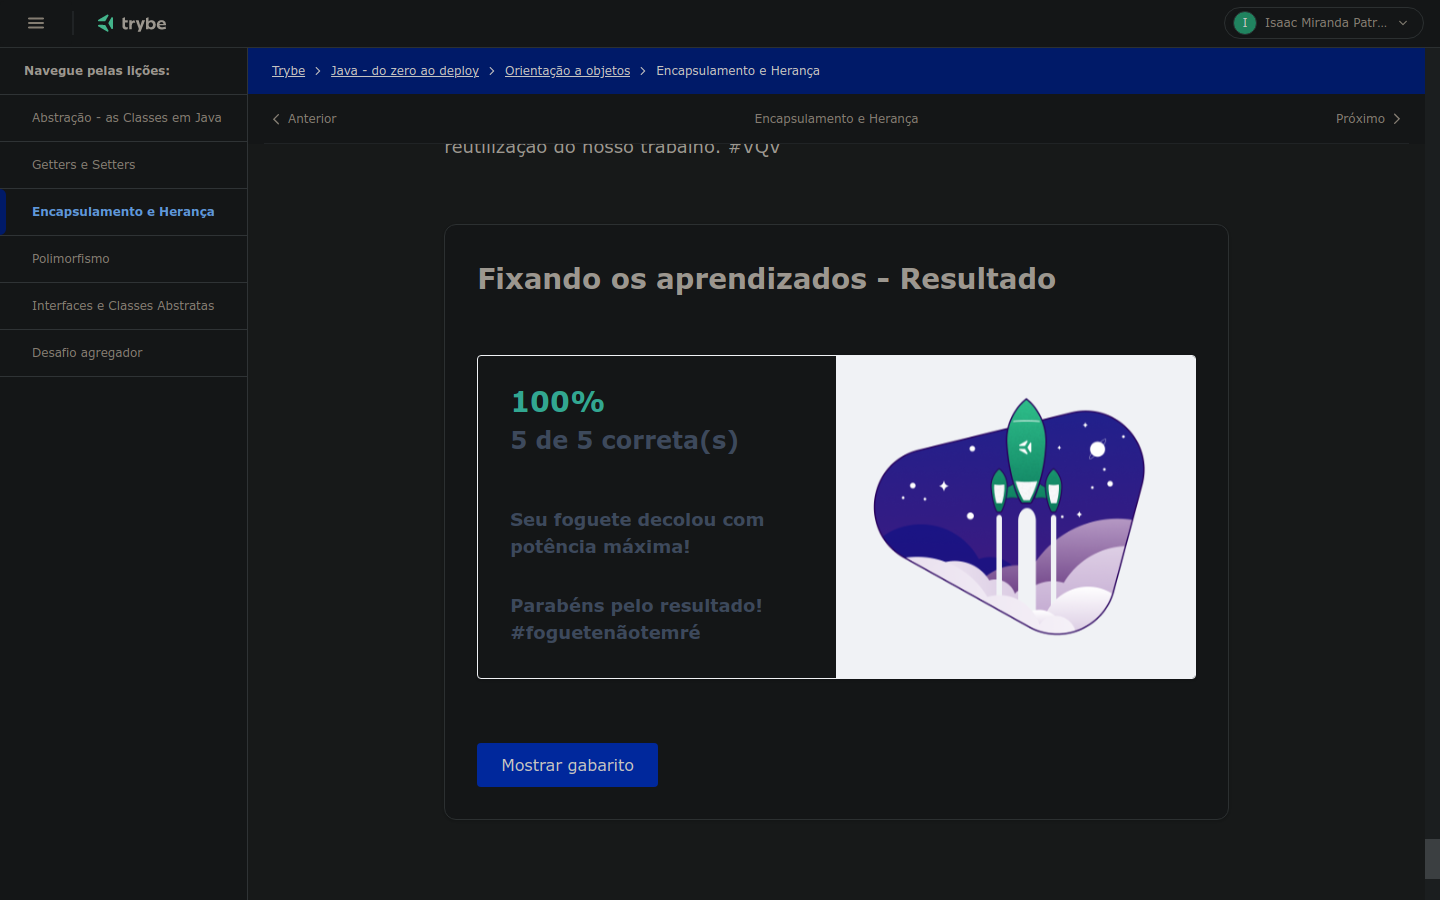 trybe
Isaac Miranda Patr...
I
Navegue pelas lições:
Trybe
Java - do zero ao deploy
Orientação a objetos
Encapsulamento e Herança
Abstração - as Classes em Java
Getters e Setters
Encapsulamento e Herança
Polimorfismo
Interfaces e Classes Abstratas
Desafio agregador
Anterior
Encapsulamento e Herança
Próximo
reutilização do nosso trabalho. #VQV
Fixando os aprendizados - Resultado
100%
5 de 5 correta(s)
Seu foguete decolou com
potência máxima!
Parabéns pelo resultado!
#foguetenãotemré
Mostrar gabarito